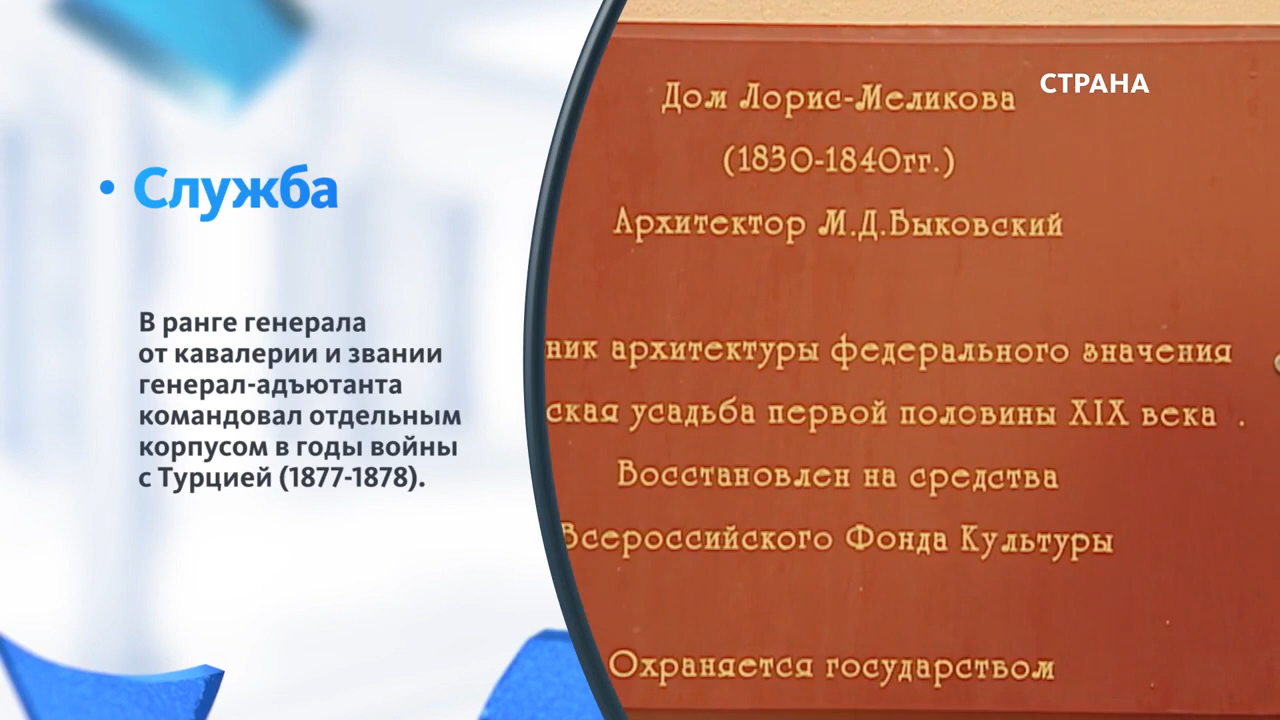 СТРАНА
• Служба
В ранге генерала
от кавалерии и звании
генерал-адъютанта
командовал отдельным
корпусом в годы войны
с Турцией (1877-1878).
Дом Лорис-Меликова
(1830-1840гг.)
Архитектор М.Д.Быковский
ник архитектуры федерального значения
ская усадьба первой половины XIX века .
Восстановлен на средства
Всероссийского Фонда Культуры
Охраняется государством